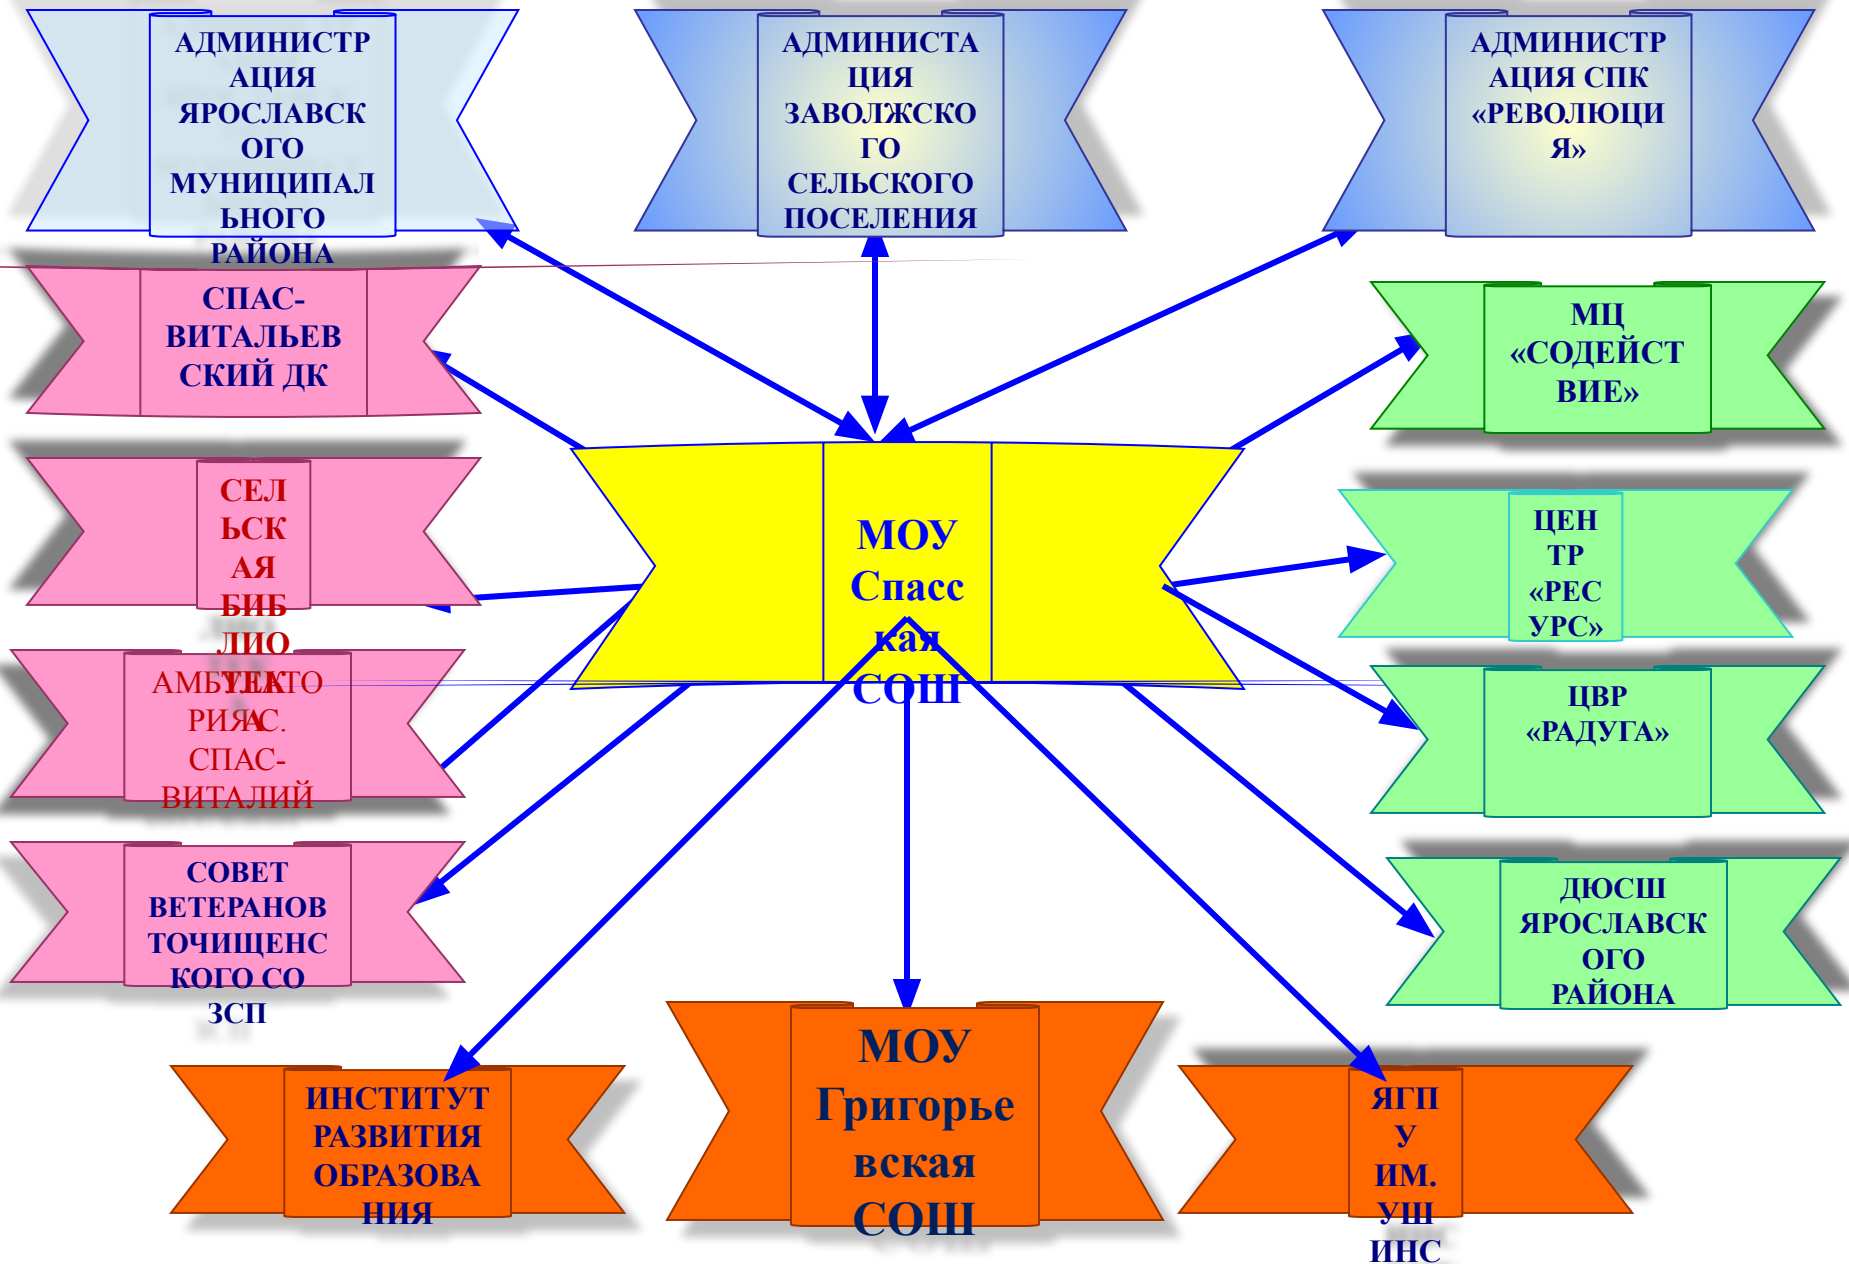 АДМИНИСТР
АЦИЯ
ЯРОСЛАВСК
ОГО
МУНИЦИПАЛ
ЬНОГО
РАЙОНА
АДМИНИСТА
ЦИЯ
ЗАВОЛЖСКО
ГО
СЕЛЬСКОГО
ПОСЕЛЕНИЯ
АДМИНИСТР
АЦИЯ СПК
«РЕВОЛЮЦИ
Я»
СПАС-
ВИТАЛЬЕВ
СКИЙ ДК
МЦ
«СОДЕЙСТ
ВИЕ»
СЕЛ
ЬСК
АЯ
БИБ
ЛИО
ТЕК
А
МОУ
Спасс
кая
СОШ
ЦЕН
ТР
«РЕС
УРС»
АМБУЛАТО
РИЯ С.
СПАС-
ВИТАЛИЙ
ЦВР
«РАДУГА»
СОВЕТ
ВЕТЕРАНОВ
ТОЧИЩЕНС
КОГО СО
ЗСП
ДЮСШ
ЯРОСЛАВСК
ОГО
РАЙОНА
ИНСТИТУТ
РАЗВИТИЯ
ОБРАЗОВА
НИЯ
МОУ
Григорье
вская
СОШ
ЯГП
У
ИМ.
УШ
ИНС